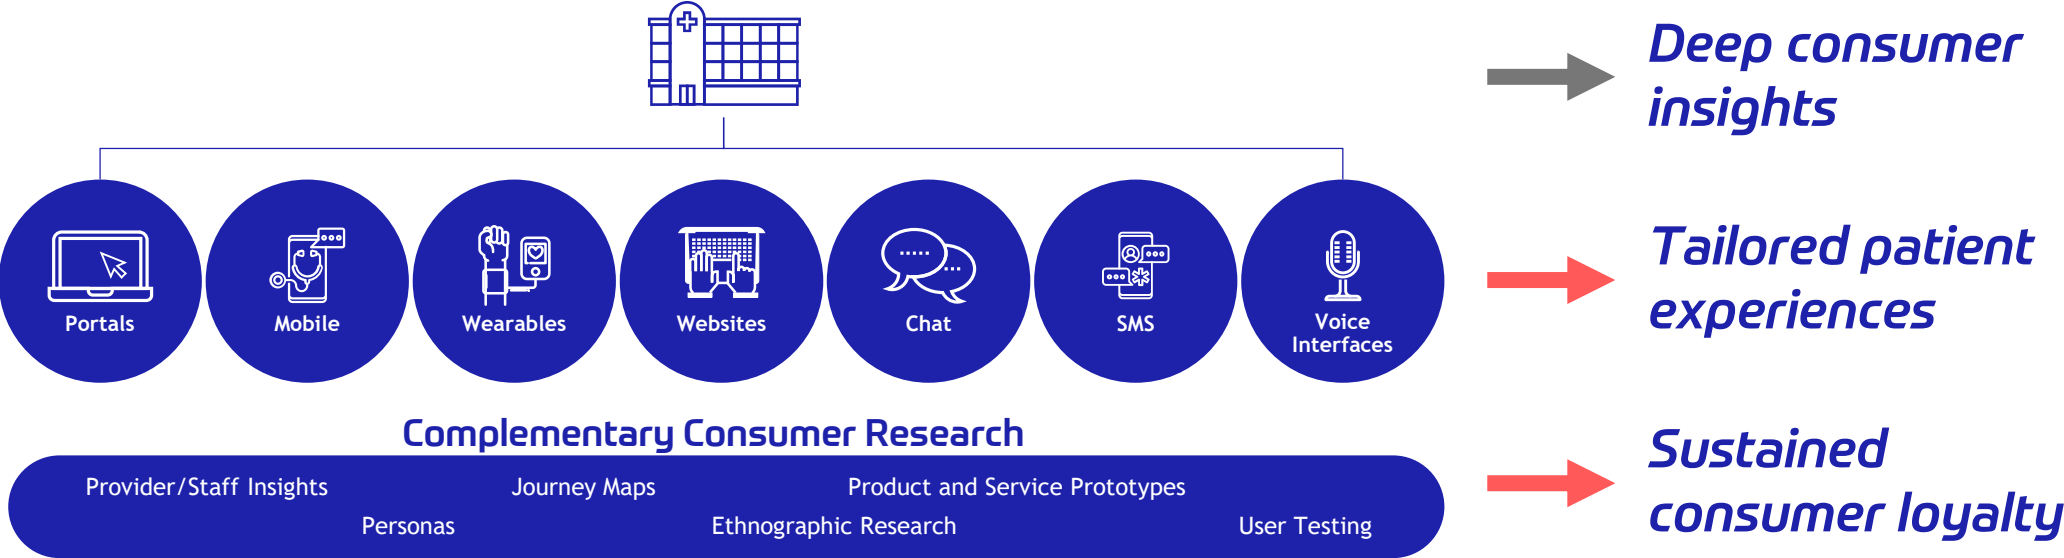 Deep consumer
insights
Portals
Mobile
Wearables
Websites
Chat
SMS
Voice
Interfaces
Tailored patient
experiences
Complementary Consumer Research
Provider/Staff Insights
Journey Maps
Product and Service Prototypes
Personas
Ethnographic Research
User Testing
Sustained
consumer loyalty